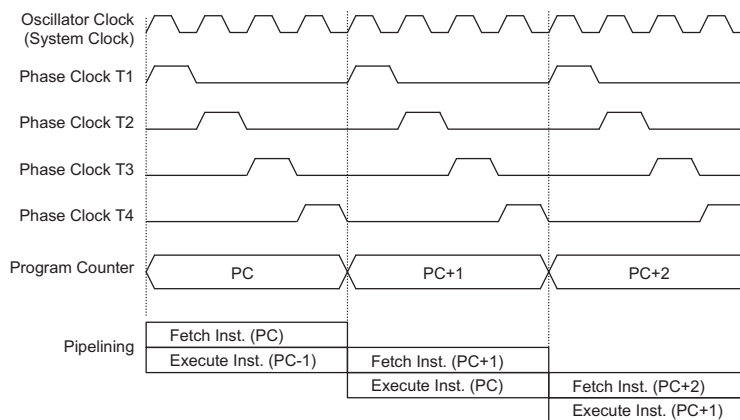 Oscillator Clock
(System Clock)
Phase Clock T1
Phase Clock T2
Phase Clock T3
Phase Clock T4
Program Counter
PC
PC+1
PC+2
Pipelining
Fetch Inst. (PC)
Execute Inst. (PC-1)
Fetch Inst. (PC+1)
Execute Inst. (PC)
Fetch Inst. (PC+2)
Execute Inst. (PC+1)